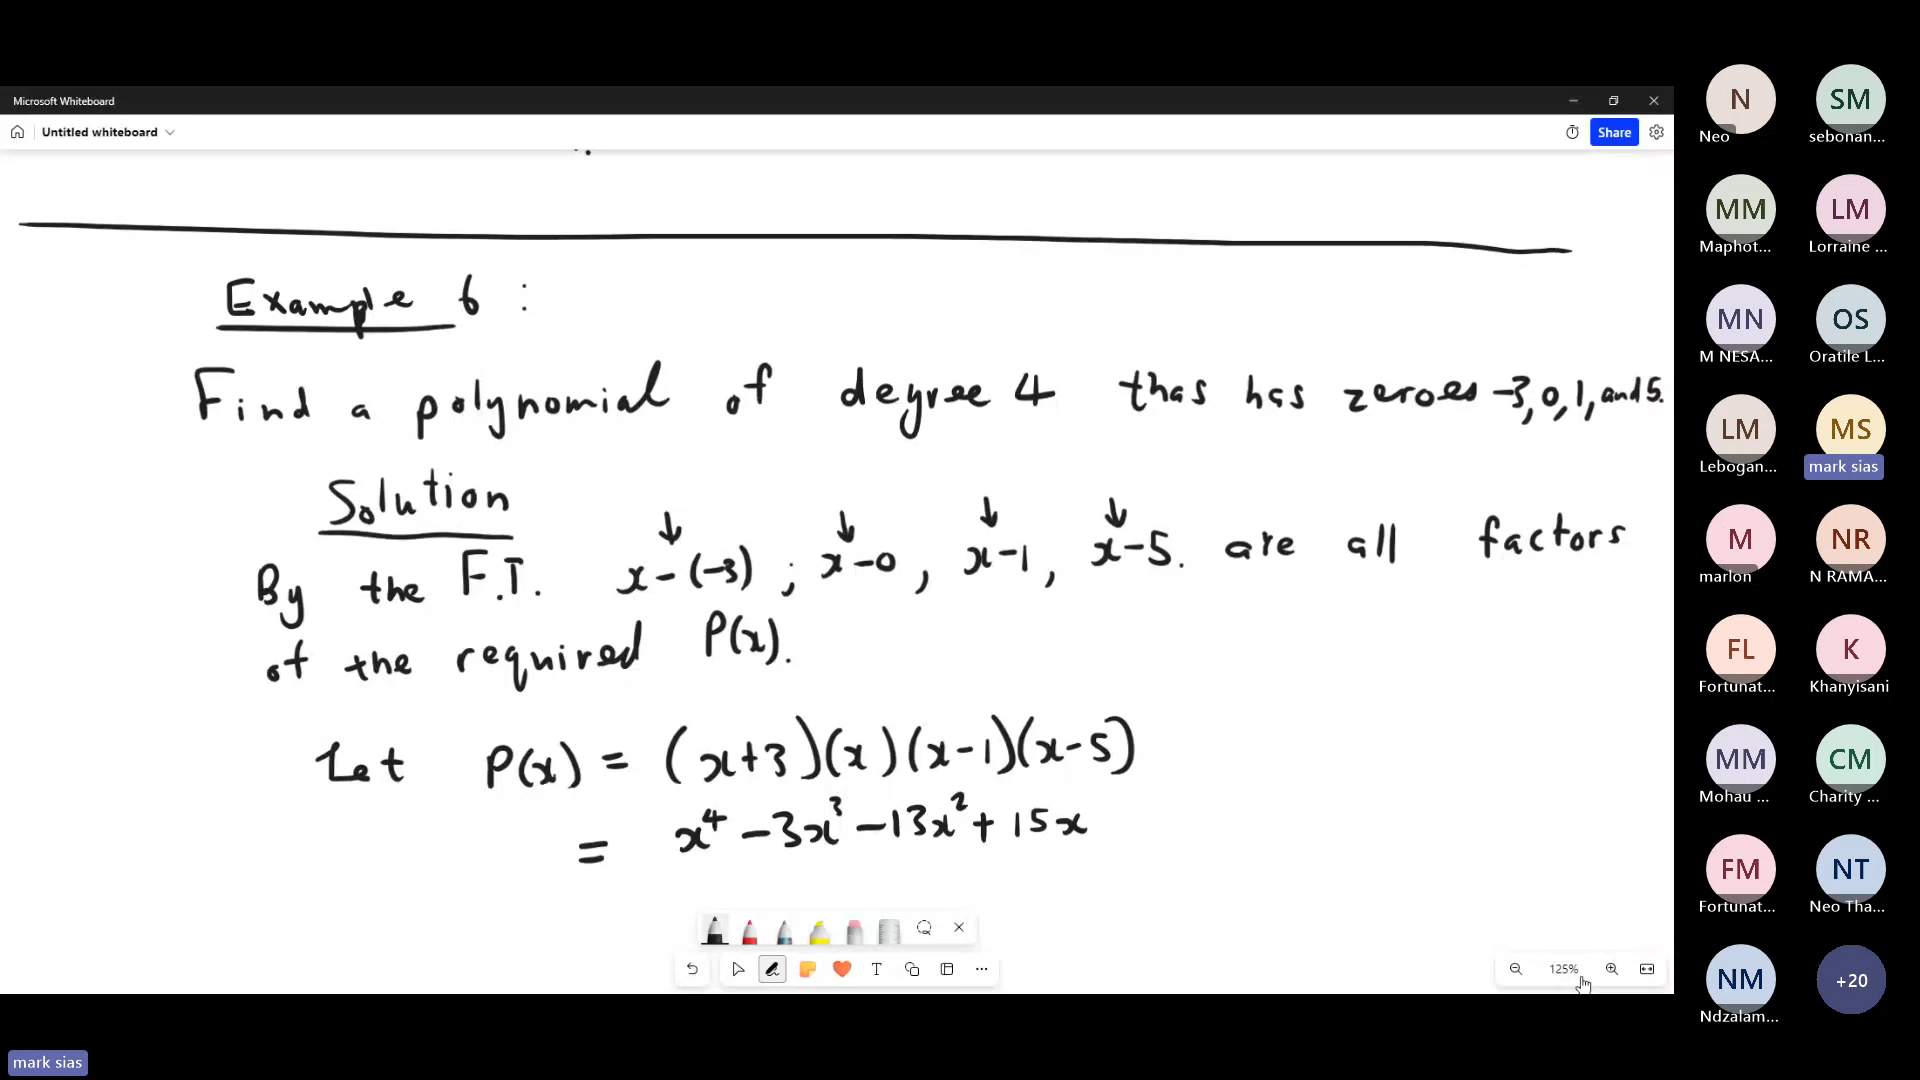 Microsoft Whiteboard
Untitled whiteboard
Share
Example 6 :
Find a polynomial of degree 4 thas has zeroes -3, 0, 1, and 5.
Solution
By the F.T. x-(-3) ; x-0 , x-1 , x-5. are all factors
of the required P(x).
Let P(x) = (x+3)(x)(x-1)(x-5)
= x⁴ -3x³ -13x² + 15x
125%
N
Neo
SM
sebonan...
MM
Maphot...
LM
Lorraine ...
MN
M NESA...
OS
Oratile L...
LM
Lebogan...
MS
mark sias
M
marlon
NR
N RAMA...
FL
Fortunat...
K
Khanyisani
MM
Mohau ...
CM
Charity ...
FM
Fortunat...
NT
Neo Tha...
NM
Ndzalam...
+20
mark sias